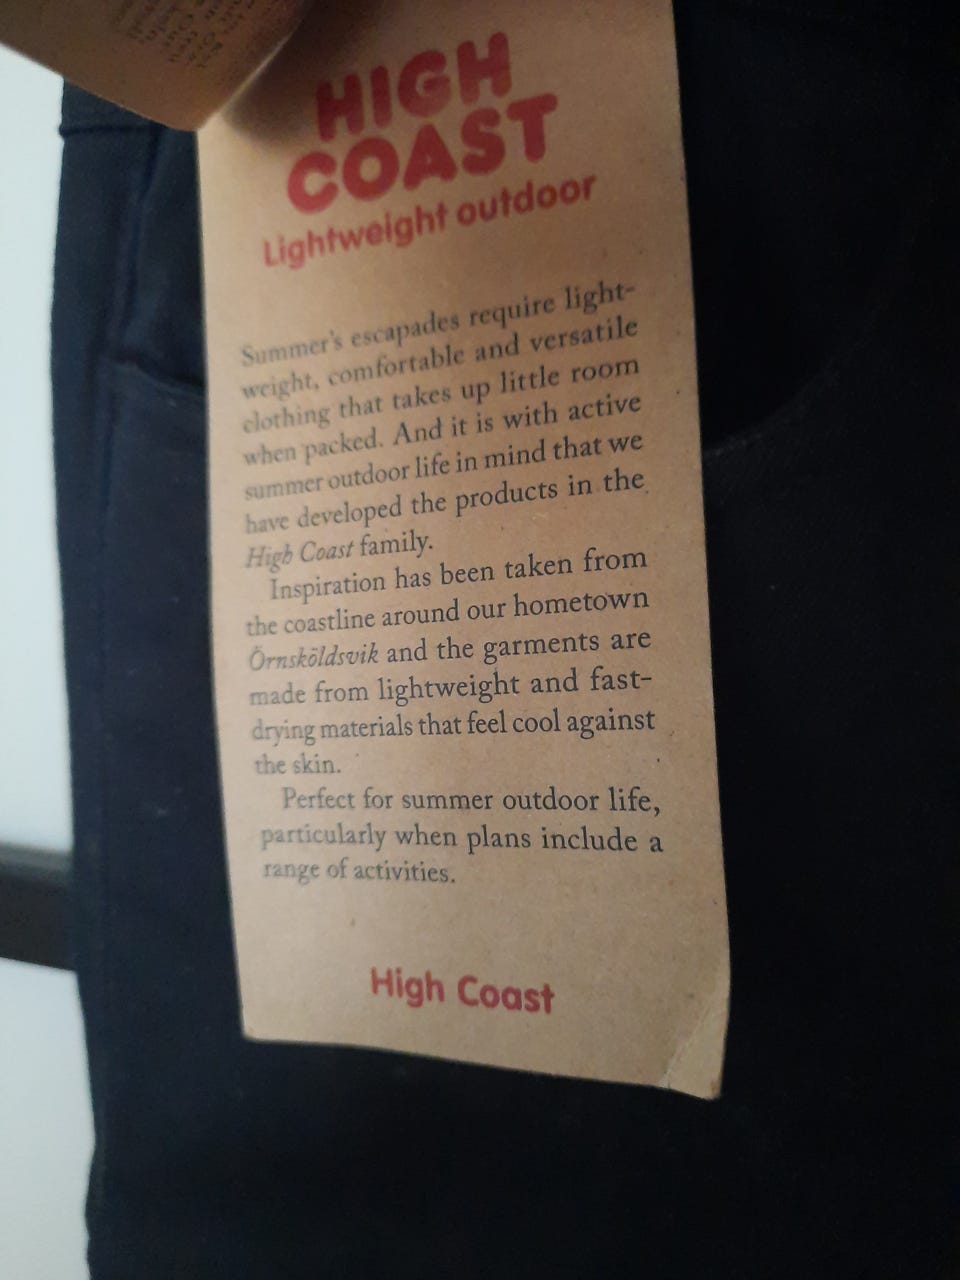 HIGH
COAST
Lightweight outdoor
Summer's escapades require light-
weight, comfortable and versatile
clothing that takes up little room
when packed. And it is with active
summer outdoor life in mind that we
have developed the products in the
High Coast family.
Inspiration has been taken from
the coastline around our hometown
Örnsköldsvik and the garments are
made from lightweight and fast-
drying materials that feel cool against
the skin.
Perfect for summer outdoor life,
particularly when plans include a
range of activities.
High Coast